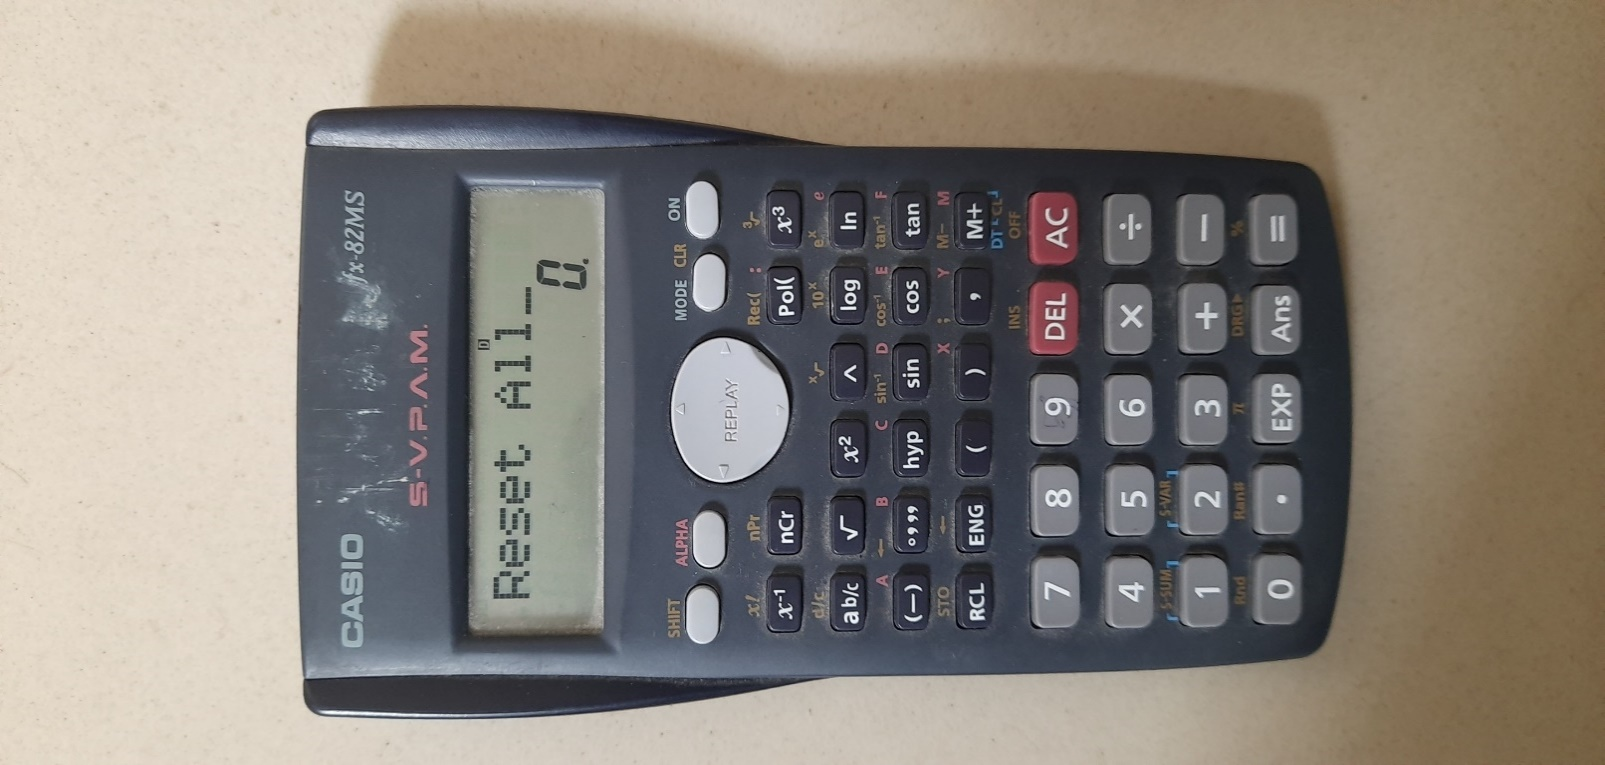 CASIO fx-82MS
S-V.P.A.M.
D
Reset All_
0.
SHIFT ALPHA MODE CLR ON
REPLAY
x! nPr Rec( : ³√
x⁻¹ nCr Pol( x³
d/c ˣ√ 10ˣ eˣ e
a b/c √ x² ^ log ln
A ← B C sin⁻¹ D cos⁻¹ E tan⁻¹ F
(−) °,,, hyp sin cos tan
STO ← X ; Y M− M
RCL ENG ( ) , M+
INS DT CL OFF
7 8 9 DEL AC
4 5 6 × ÷
S-SUM S-VAR
1 2 3 + −
Rnd Ran# π DRG▶ %
0 . EXP Ans =